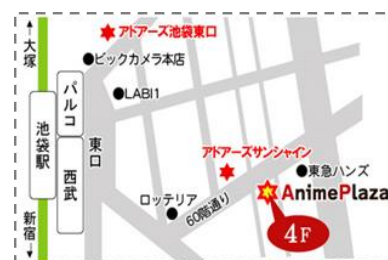 ↑大塚
アドアーズ池袋東口
ビックカメラ本店
パルコ
LABI1
池袋駅
東口
西武
アドアーズサンシャイン
東急ハンズ
AnimePlaza
ロッテリア
60階通り
4F
新宿↓